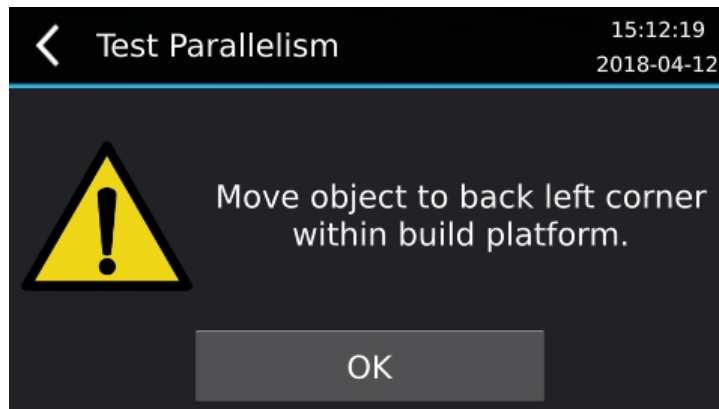 Test Parallelism
15:12:19
2018-04-12
Move object to back left corner
within build platform.
OK